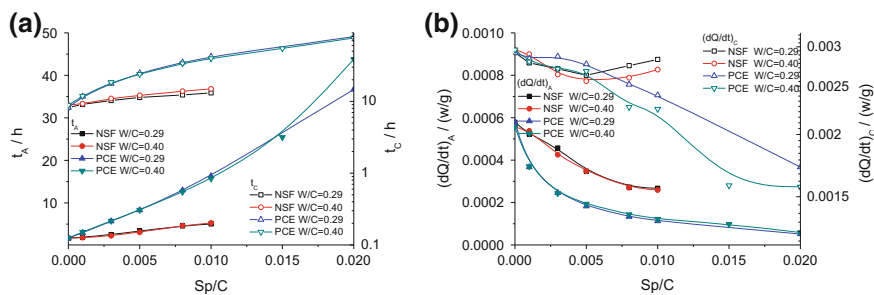 (a)
50
45
40
35
30
25
20
15
10
5
t_A / h
10
1
0.1
t_C / h
t_A
NSF W/C=0.29
NSF W/C=0.40
PCE W/C=0.29
PCE W/C=0.40
t_C
NSF W/C=0.29
NSF W/C=0.40
PCE W/C=0.29
PCE W/C=0.40
0.000 0.005 0.010 0.015 0.020
Sp/C
(b)
0.0010
0.0008
0.0006
0.0004
0.0002
0.0000
(dQ/dt)_A / (w/g)
0.003
0.0025
0.002
0.0015
(dQ/dt)_C / (w/g)
(dQ/dt)_C
NSF W/C=0.29
NSF W/C=0.40
PCE W/C=0.29
PCE W/C=0.40
(dQ/dt)_A
NSF W/C=0.29
NSF W/C=0.40
PCE W/C=0.29
PCE W/C=0.40
0.000 0.005 0.010 0.015 0.020
Sp/C